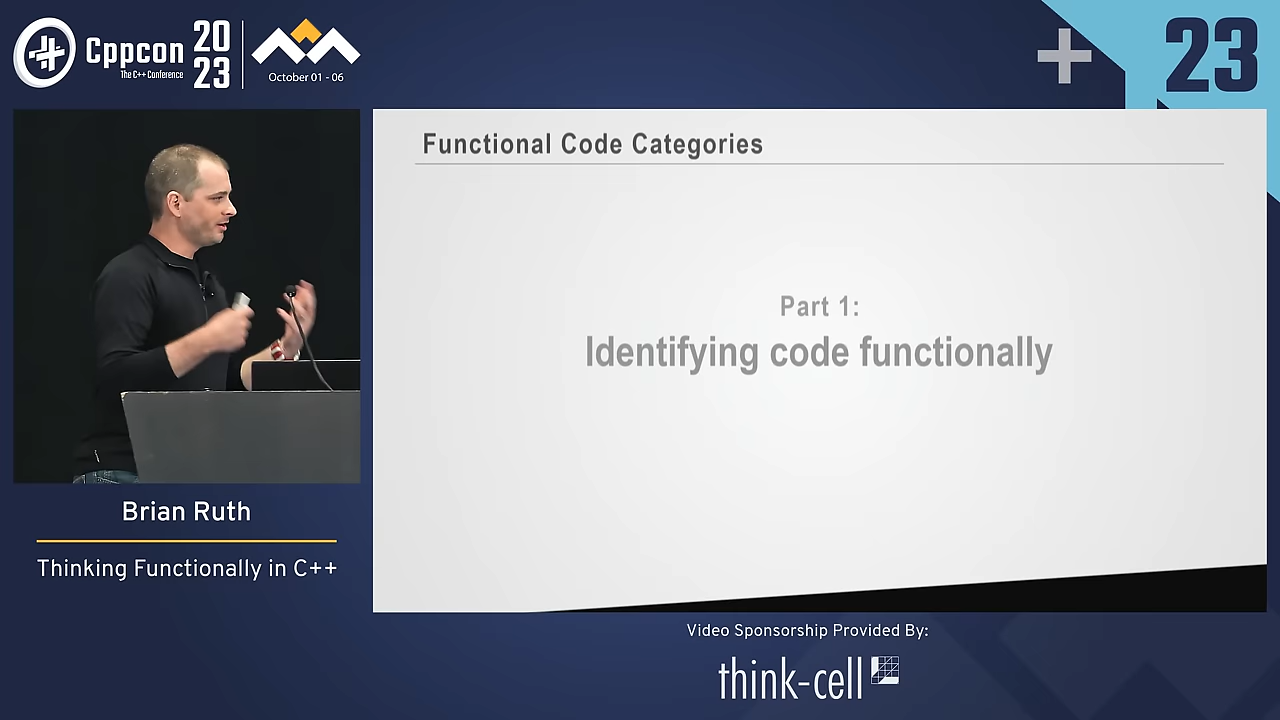 Cppcon
The C++ Conference
20
23
October 01 - 06
23
Functional Code Categories
Part 1:
Identifying code functionally
Brian Ruth
Thinking Functionally in C++
Video Sponsorship Provided By:
think-cell